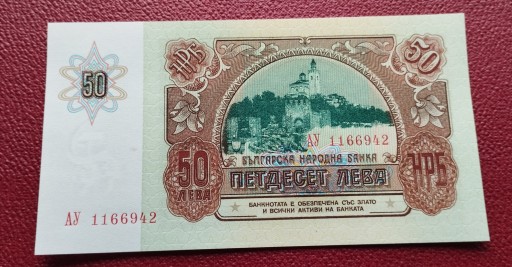 50
НРБ
50
АУ 1166942
БЪЛГАРСКА НАРОДНА БАНКА
50
ЛЕВА
ПЕТДЕСЕТ ЛЕВА
НРБ
АУ 1166942
БАНКНОТАТА Е ОБЕЗПЕЧЕНА СЪС ЗЛАТО
И ВСИЧКИ АКТИВИ НА БАНКАТА